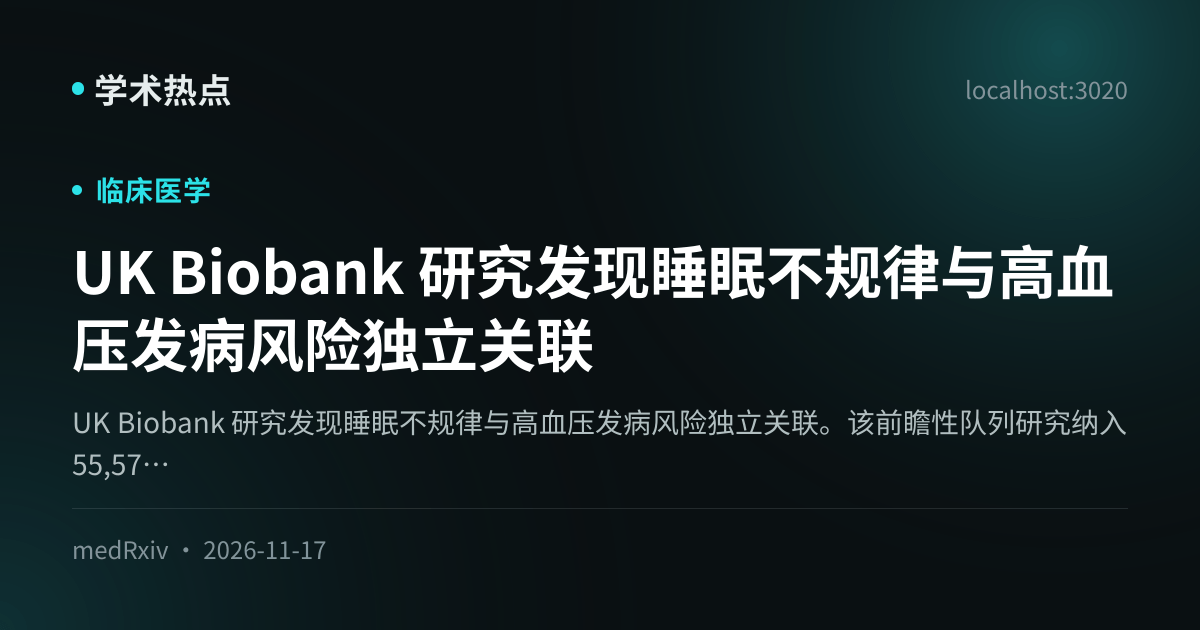 学术热点
localhost:3020
临床医学
UK Biobank 研究发现睡眠不规律与高血
压发病风险独立关联
UK Biobank 研究发现睡眠不规律与高血压发病风险独立关联。该前瞻性队列研究纳入
55,57…
medRxiv · 2026-11-17